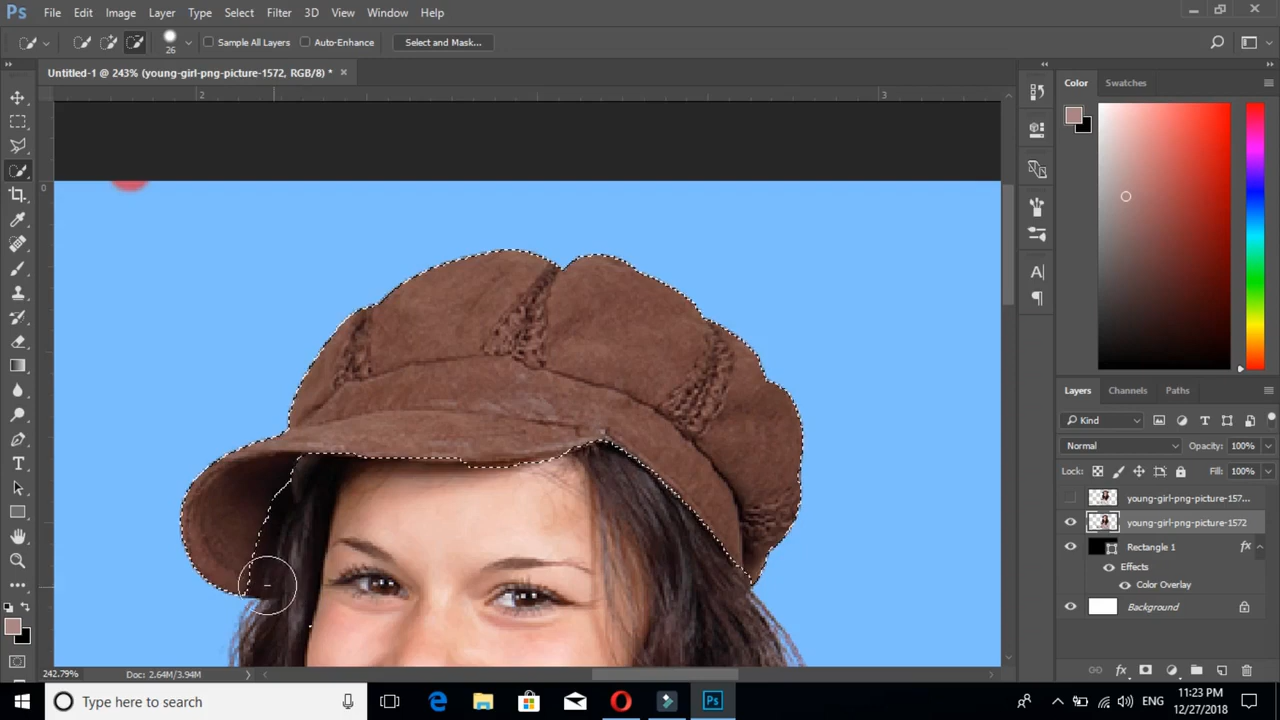 Ps File Edit Image Layer Type Select Filter 3D View Window Help
26 Sample All Layers Auto-Enhance Select and Mask...
Untitled-1 @ 243% (young-girl-png-picture-1572, RGB/8) * ×
2 3
0
Color Swatches
Layers Channels Paths
Kind
Normal Opacity: 100%
Lock: Fill: 100%
young-girl-png-picture-157...
young-girl-png-picture-1572
Rectangle 1 fx
Effects
Color Overlay
Background
242.79% Doc: 2.64M/3.94M
Type here to search
ENG
11:23 PM
12/27/2018